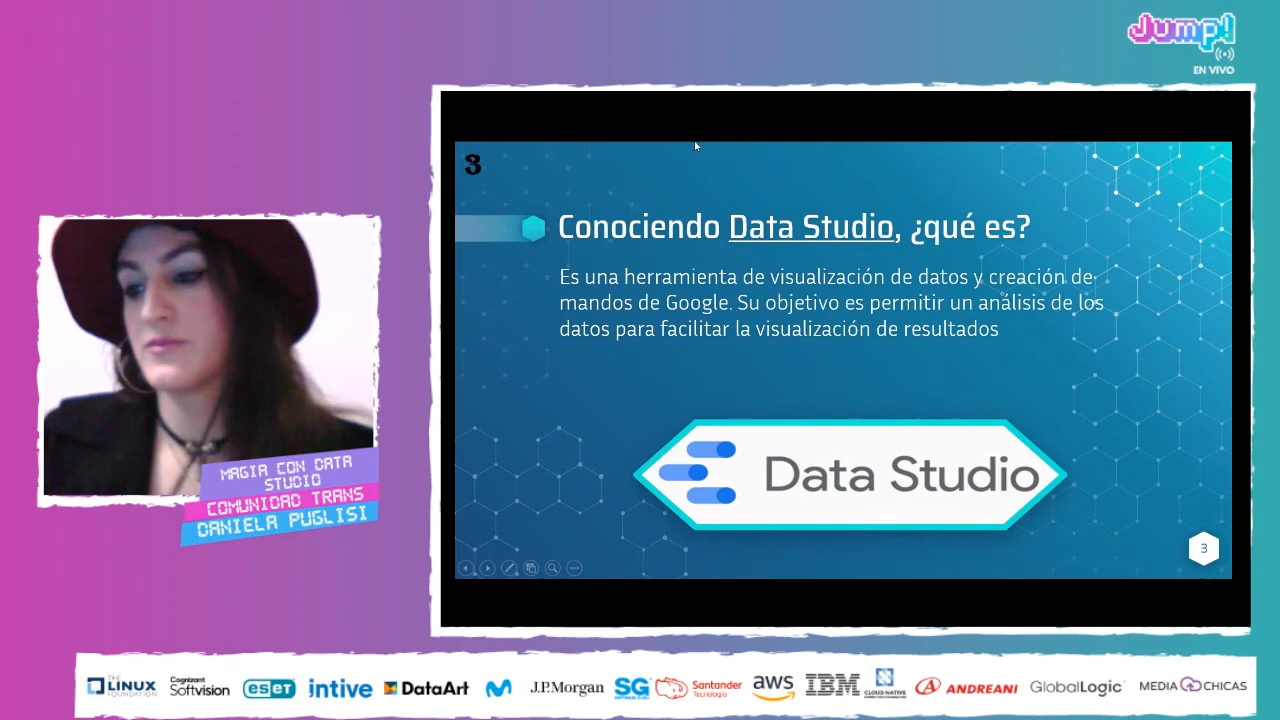 Jump!
EN VIVO
3
Conociendo Data Studio, ¿qué es?
Es una herramienta de visualización de datos y creación de
mandos de Google. Su objetivo es permitir un análisis de los
datos para facilitar la visualización de resultados
Data Studio
3
MAGIA CON DATA
STUDIO
COMUNIDAD TRANS
DANIELA PUGLISI
THE LINUX FOUNDATION
Cognizant Softvision
eseT
intive
DataArt
J.P.Morgan
SG
Santander Tecnología
aws
IBM
CLOUD NATIVE
ANDREANI
GlobalLogic
MEDIA CHICAS